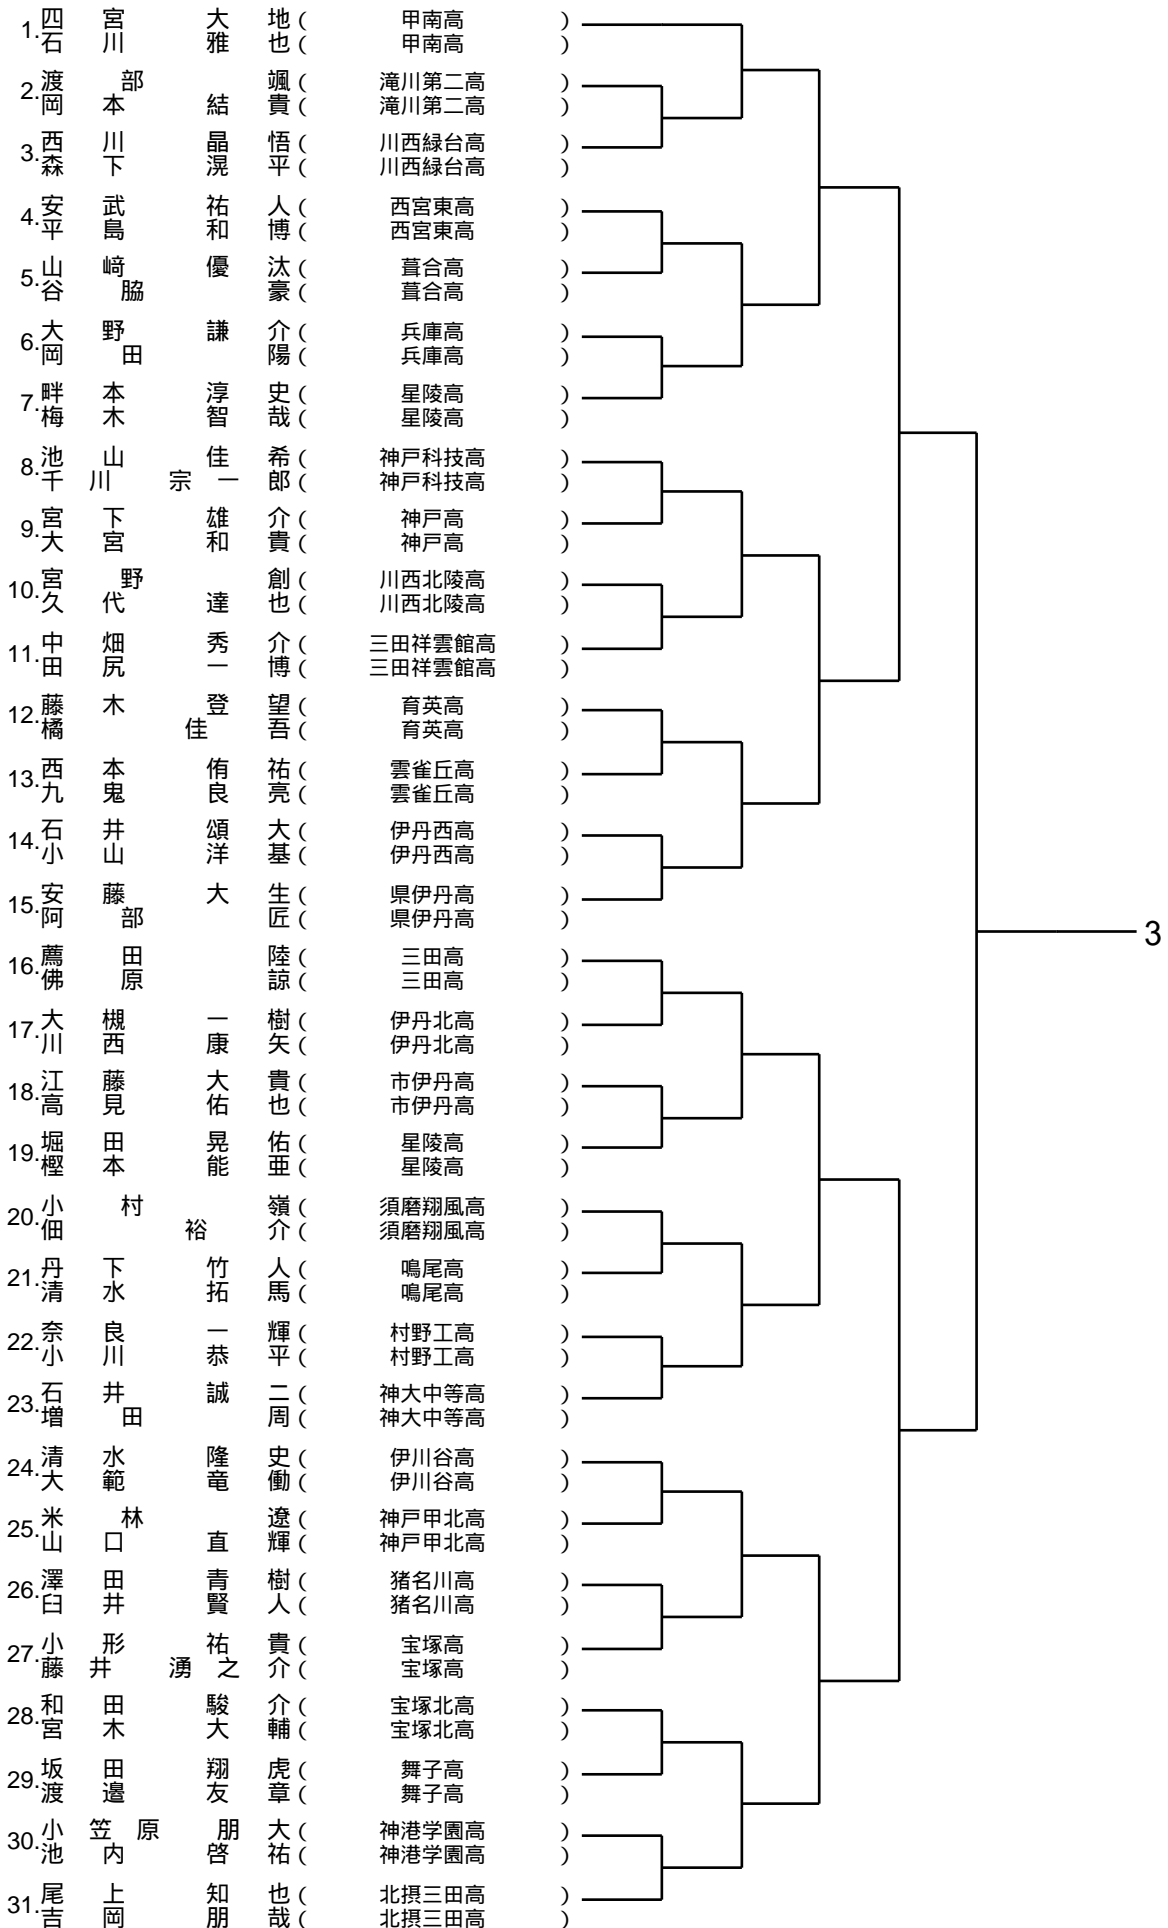 1. 四宮 大地 ( 甲南高 )
石川 雅也 ( 甲南高 )
2. 渡部 颯 ( 滝川第二高 )
岡本 結貴 ( 滝川第二高 )
3. 西川 晶悟 ( 川西緑台高 )
森下 滉平 ( 川西緑台高 )
4. 安武 祐人 ( 西宮東高 )
平島 和博 ( 西宮東高 )
5. 山﨑 優汰 ( 葺合高 )
谷脇 豪 ( 葺合高 )
6. 大野 謙介 ( 兵庫高 )
岡田 陽 ( 兵庫高 )
7. 畔本 淳史 ( 星陵高 )
梅木 智哉 ( 星陵高 )
8. 池山 佳希 ( 神戸科技高 )
千川 宗一郎 ( 神戸科技高 )
9. 宮下 雄介 ( 神戸高 )
大宮 和貴 ( 神戸高 )
10. 宮野 創 ( 川西北陵高 )
久代 達也 ( 川西北陵高 )
11. 中畑 秀介 ( 三田祥雲館高 )
田尻 一博 ( 三田祥雲館高 )
12. 藤木 登望 ( 育英高 )
橘 佳吾 ( 育英高 )
13. 西本 侑祐 ( 雲雀丘高 )
九鬼 良亮 ( 雲雀丘高 )
14. 石井 頌大 ( 伊丹西高 )
小山 洋基 ( 伊丹西高 )
15. 安藤 大生 ( 県伊丹高 )
阿部 匠 ( 県伊丹高 )
3
16. 薦田 陸 ( 三田高 )
佛原 諒 ( 三田高 )
17. 大槻 一樹 ( 伊丹北高 )
川西 康矢 ( 伊丹北高 )
18. 江藤 大貴 ( 市伊丹高 )
高見 佑也 ( 市伊丹高 )
19. 堀田 晃佑 ( 星陵高 )
樫本 能亜 ( 星陵高 )
20. 小村 嶺 ( 須磨翔風高 )
佃 裕介 ( 須磨翔風高 )
21. 丹下 竹人 ( 鳴尾高 )
清水 拓馬 ( 鳴尾高 )
22. 奈良 一輝 ( 村野工高 )
小川 恭平 ( 村野工高 )
23. 石井 誠二 ( 神大中等高 )
増田 周 ( 神大中等高 )
24. 清水 隆史 ( 伊川谷高 )
大範 竜働 ( 伊川谷高 )
25. 米林 遼 ( 神戸甲北高 )
山口 直輝 ( 神戸甲北高 )
26. 澤田 青樹 ( 猪名川高 )
臼井 賢人 ( 猪名川高 )
27. 小形 祐貴 ( 宝塚高 )
藤井 湧之介 ( 宝塚高 )
28. 和田 駿介 ( 宝塚北高 )
宮木 大輔 ( 宝塚北高 )
29. 坂田 翔虎 ( 舞子高 )
渡邉 友章 ( 舞子高 )
30. 小笠原 朋大 ( 神港学園高 )
池内 啓祐 ( 神港学園高 )
31. 尾上 知也 ( 北摂三田高 )
吉岡 朋哉 ( 北摂三田高 )